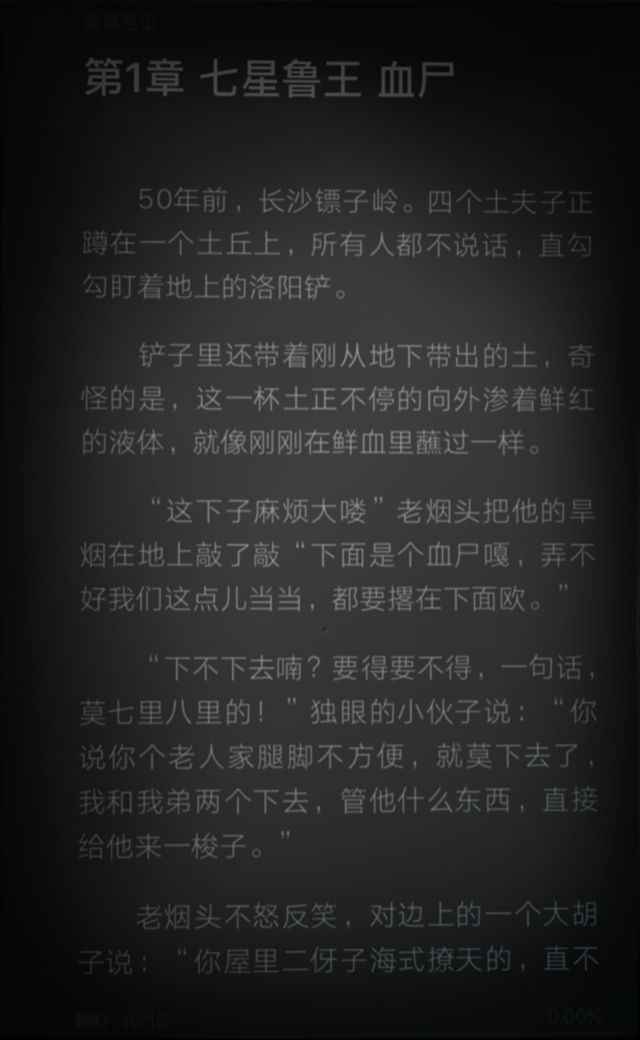 第1章 七星鲁王 血尸
50年前，长沙镖子岭。四个土夫子正
蹲在一个土丘上，所有人都不说话，直勾
勾盯着地上的洛阳铲。
铲子里还带着刚从地下带出的土，奇
怪的是，这一杯土正不停的向外渗着鲜红
的液体，就像刚刚在鲜血里蘸过一样。
“这下子麻烦大喽”老烟头把他的旱
烟在地上敲了敲“下面是个血尸嘎，弄不
好我们这点儿当当，都要撂在下面欧。”
“下不下去喃？要得要不得，一句话，
莫七里八里的！”独眼的小伙子说：“你
说你个老人家腿脚不方便，就莫下去了，
我和我弟两个下去，管他什么东西，直接
给他来一梭子。”
老烟头不怒反笑，对边上的一个大胡
子说：“你屋里二伢子海式撩天的，直不
0.00%